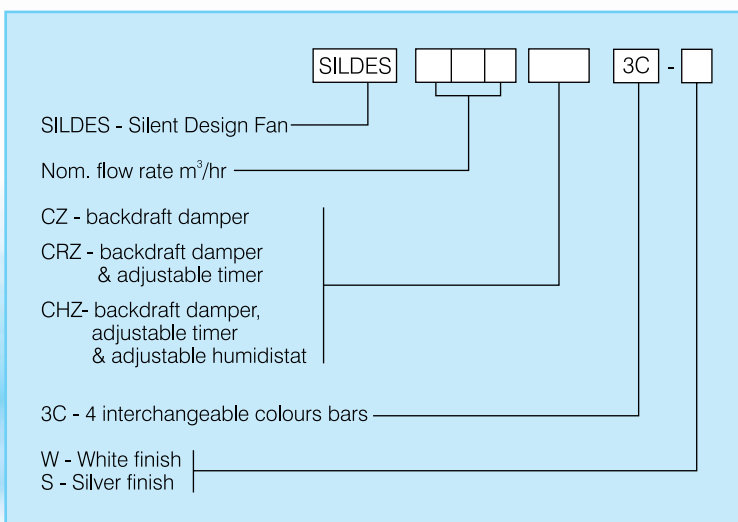 SILDES 3C -
SILDES - Silent Design Fan
Nom. flow rate m³/hr
CZ - backdraft damper
CRZ - backdraft damper
& adjustable timer
CHZ- backdraft damper,
adjustable timer
& adjustable humidistat
3C - 4 interchangeable colours bars
W - White finish
S - Silver finish